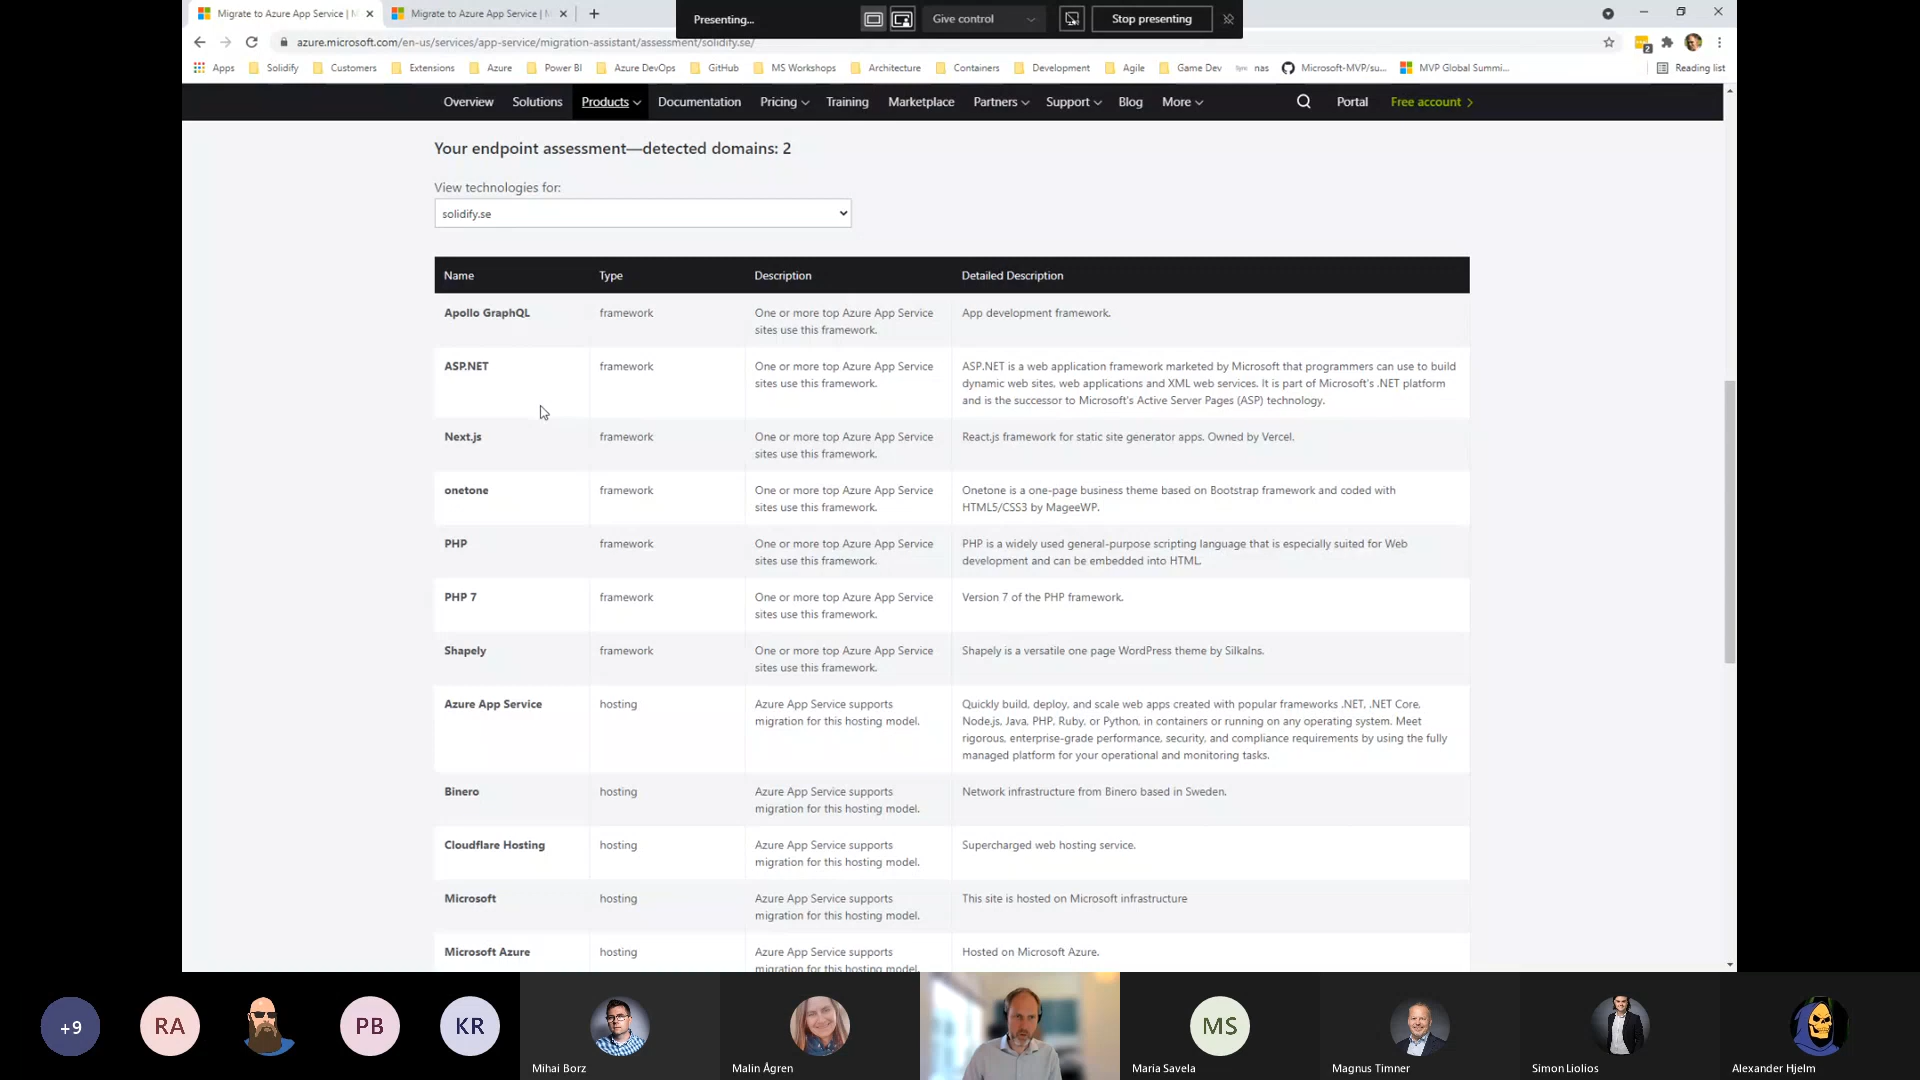 Migrate to Azure App Service | M
Migrate to Azure App Service | M
Presenting...
Give control
Stop presenting
azure.microsoft.com/en-us/services/app-service/migration-assistant/assessment/solidify.se/
2
Apps
Solidify
Customers
Extensions
Azure
Power BI
Azure DevOps
GitHub
MS Workshops
Architecture
Containers
Development
Agile
Game Dev
nas
Microsoft-MVP/su...
MVP Global Summi...
Reading list
Overview
Solutions
Products
Documentation
Pricing
Training
Marketplace
Partners
Support
Blog
More
Portal
Free account
Your endpoint assessment—detected domains: 2
View technologies for:
solidify.se
Name Type Description Detailed Description
Apollo GraphQL framework One or more top Azure App Service App development framework.
sites use this framework.
ASP.NET framework One or more top Azure App Service ASP.NET is a web application framework marketed by Microsoft that programmers can use to build
sites use this framework. dynamic web sites, web applications and XML web services. It is part of Microsoft's .NET platform
and is the successor to Microsoft's Active Server Pages (ASP) technology.
Next.js framework One or more top Azure App Service React.js framework for static site generator apps. Owned by Vercel.
sites use this framework.
onetone framework One or more top Azure App Service Onetone is a one-page business theme based on Bootstrap framework and coded with
sites use this framework. HTML5/CSS3 by MageeWP.
PHP framework One or more top Azure App Service PHP is a widely used general-purpose scripting language that is especially suited for Web
sites use this framework. development and can be embedded into HTML.
PHP 7 framework One or more top Azure App Service Version 7 of the PHP framework.
sites use this framework.
Shapely framework One or more top Azure App Service Shapely is a versatile one page WordPress theme by Silkalns.
sites use this framework.
Azure App Service hosting Azure App Service supports Quickly build, deploy, and scale web apps created with popular frameworks .NET, .NET Core,
migration for this hosting model. Node.js, Java, PHP, Ruby, or Python, in containers or running on any operating system. Meet
rigorous, enterprise-grade performance, security, and compliance requirements by using the fully
managed platform for your operational and monitoring tasks.
Binero hosting Azure App Service supports Network infrastructure from Binero based in Sweden.
migration for this hosting model.
Cloudflare Hosting hosting Azure App Service supports Supercharged web hosting service.
migration for this hosting model.
Microsoft hosting Azure App Service supports This site is hosted on Microsoft infrastructure
migration for this hosting model.
Microsoft Azure hosting Azure App Service supports Hosted on Microsoft Azure.
migration for this hosting model.
+9
RA
PB
KR
MS
Mihai Borz
Malin Ågren
Maria Savela
Magnus Timner
Simon Liolios
Alexander Hjelm